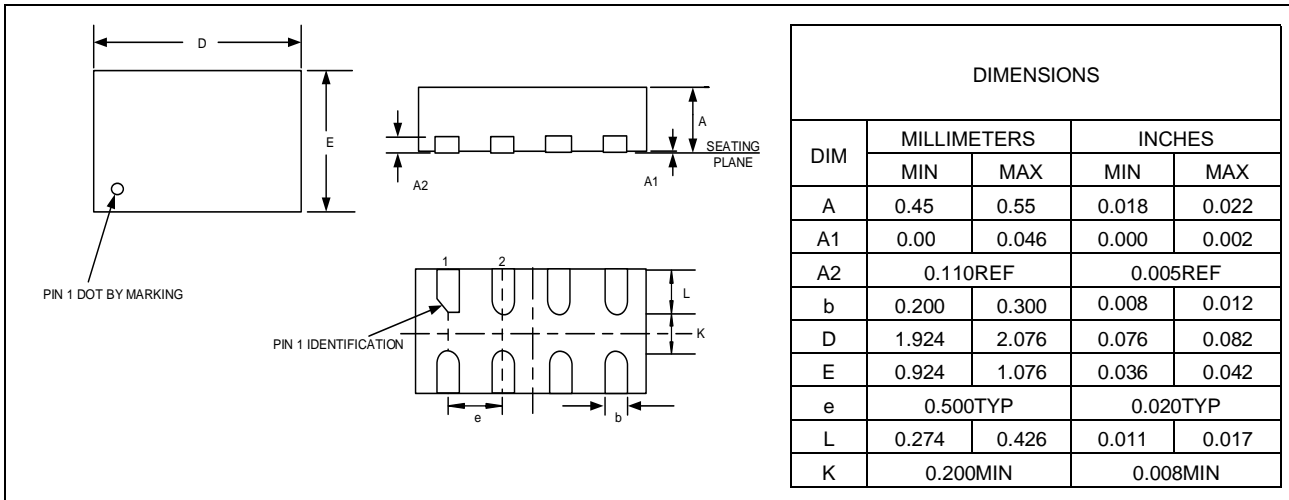 D
E
PIN 1 DOT BY MARKING
A
SEATING
PLANE
A2
A1
1
2
L
K
PIN 1 IDENTIFICATION
e
b
DIMENSIONS
DIM MILLIMETERS INCHES
MIN MAX MIN MAX
A 0.45 0.55 0.018 0.022
A1 0.00 0.046 0.000 0.002
A2 0.110REF 0.005REF
b 0.200 0.300 0.008 0.012
D 1.924 2.076 0.076 0.082
E 0.924 1.076 0.036 0.042
e 0.500TYP 0.020TYP
L 0.274 0.426 0.011 0.017
K 0.200MIN 0.008MIN